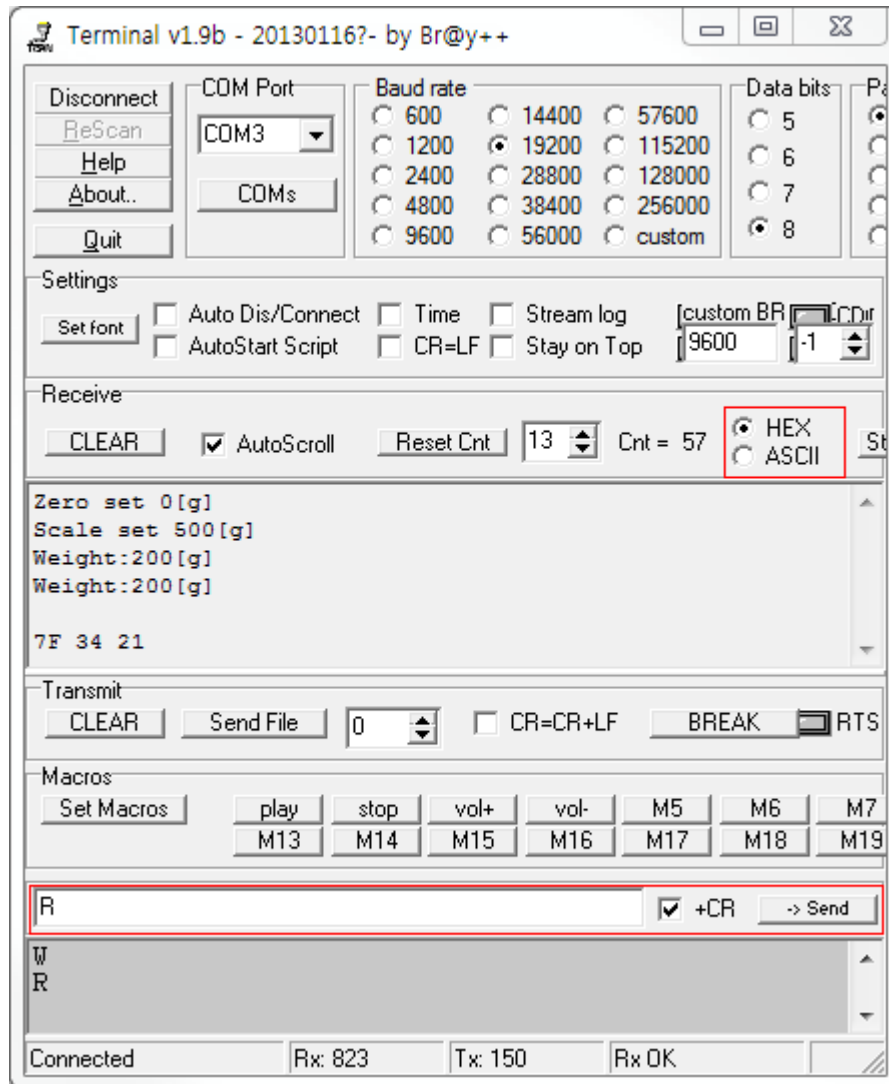 Terminal v1.9b - 20130116?- by Br@y++
Disconnect
ReScan
Help
About..
Quit
COM Port
COM3
COMs
Baud rate
600 14400 57600
1200 19200 115200
2400 28800 128000
4800 38400 256000
9600 56000 custom
Data bits
5
6
7
8
Pa
Settings
Set font
Auto Dis/Connect Time Stream log
AutoStart Script CR=LF Stay on Top
custom BR
9600 -1
Receive
CLEAR AutoScroll Reset Cnt 13 Cnt = 57
HEX
ASCII
St
Zero set 0[g]
Scale set 500[g]
Weight:200[g]
Weight:200[g]
7F 34 21
Transmit
CLEAR Send File 0 CR=CR+LF BREAK RTS
Macros
Set Macros play stop vol+ vol- M5 M6 M7
M13 M14 M15 M16 M17 M18 M19
R +CR -> Send
W
R
Connected Rx: 823 Tx: 150 Rx OK